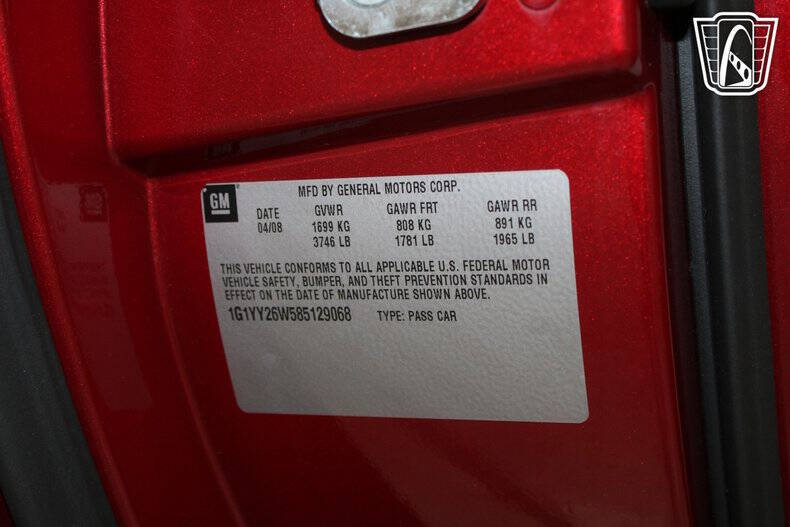 GM
MFD BY GENERAL MOTORS CORP.
DATE GVWR GAWR FRT GAWR RR
04/08 1699 KG 808 KG 891 KG
3746 LB 1781 LB 1965 LB
THIS VEHICLE CONFORMS TO ALL APPLICABLE U.S. FEDERAL MOTOR
VEHICLE SAFETY, BUMPER, AND THEFT PREVENTION STANDARDS IN
EFFECT ON THE DATE OF MANUFACTURE SHOWN ABOVE.
1G1YY26W585129068 TYPE: PASS CAR